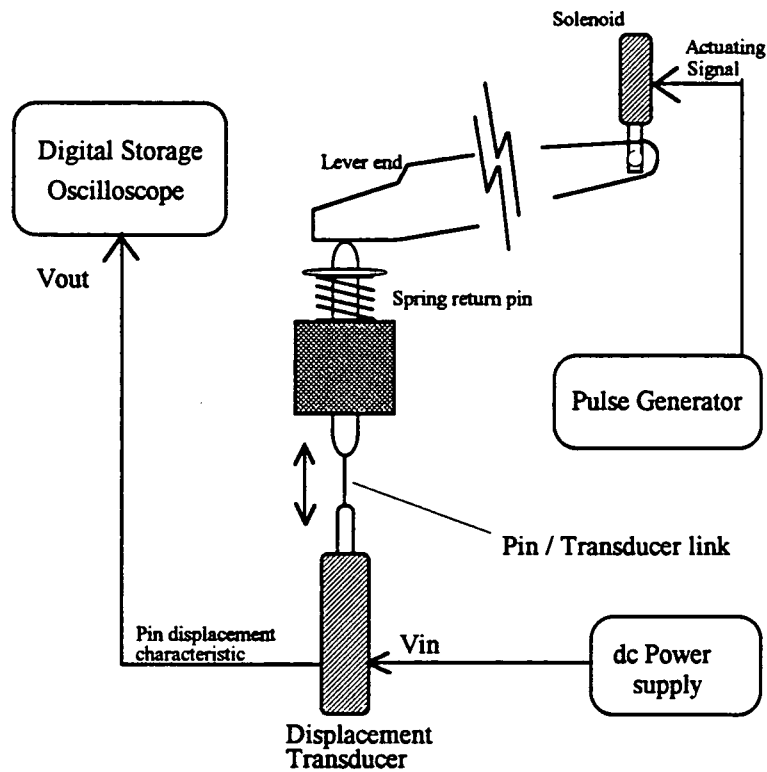 Solenoid
Actuating
Signal
Digital Storage
Oscilloscope
Lever end
Vout
Spring return pin
Pulse Generator
Pin / Transducer link
Pin displacement
characteristic
Vin
dc Power
supply
Displacement
Transducer